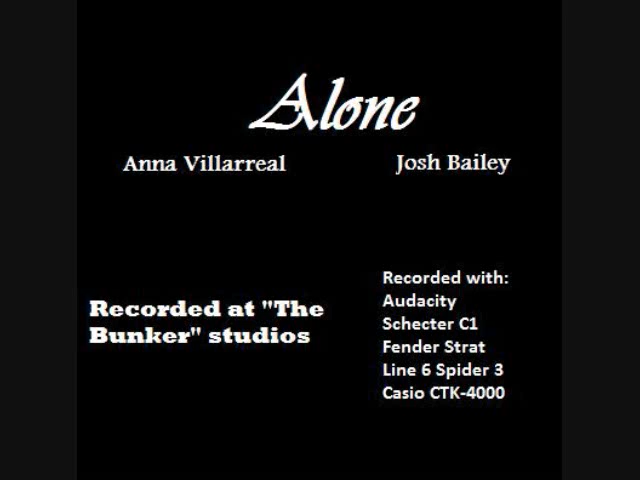 Alone
Anna Villarreal
Josh Bailey
Recorded at "The
Bunker" studios
Recorded with:
Audacity
Schecter C1
Fender Strat
Line 6 Spider 3
Casio CTK-4000